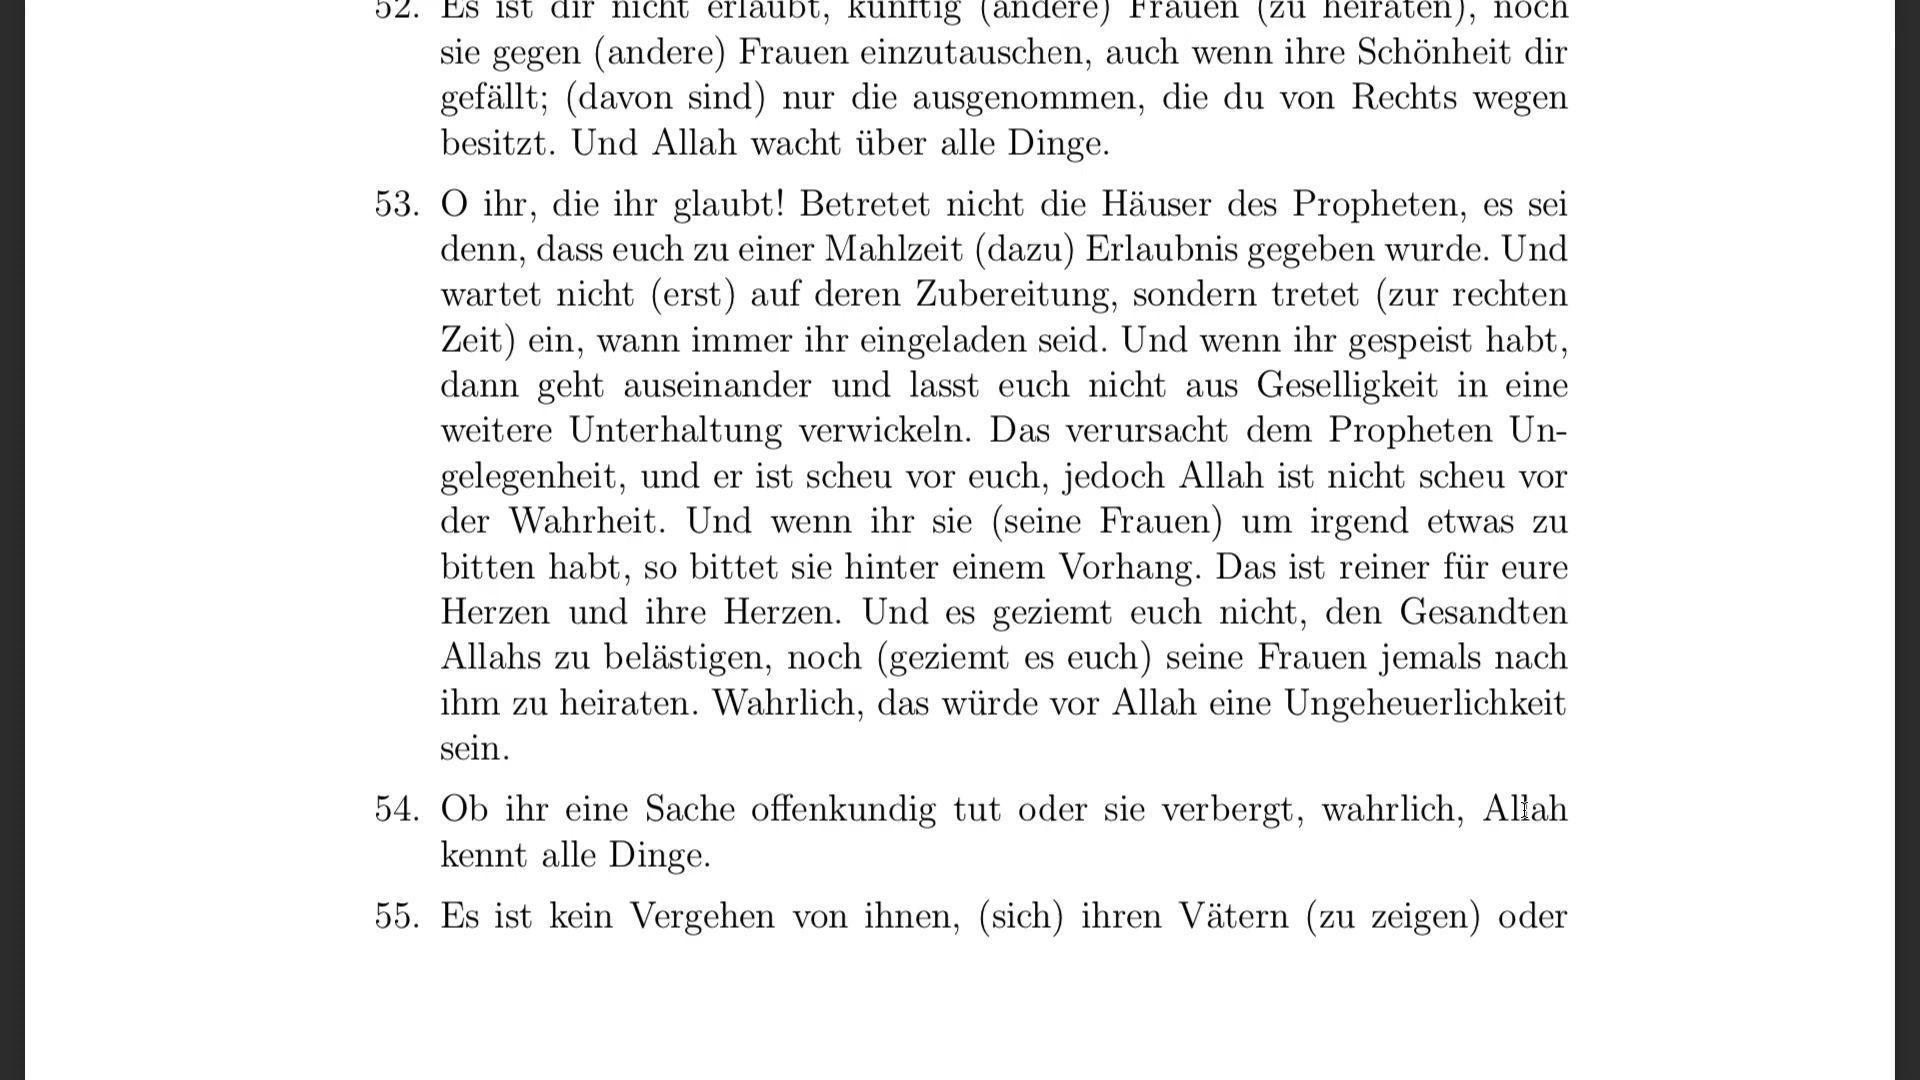 52. Es ist dir nicht erlaubt, künftig (andere) Frauen (zu heiraten), noch
sie gegen (andere) Frauen einzutauschen, auch wenn ihre Schönheit dir
gefällt; (davon sind) nur die ausgenommen, die du von Rechts wegen
besitzt. Und Allah wacht über alle Dinge.
53. O ihr, die ihr glaubt! Betretet nicht die Häuser des Propheten, es sei
denn, dass euch zu einer Mahlzeit (dazu) Erlaubnis gegeben wurde. Und
wartet nicht (erst) auf deren Zubereitung, sondern tretet (zur rechten
Zeit) ein, wann immer ihr eingeladen seid. Und wenn ihr gespeist habt,
dann geht auseinander und lasst euch nicht aus Geselligkeit in eine
weitere Unterhaltung verwickeln. Das verursacht dem Propheten Un-
gelegenheit, und er ist scheu vor euch, jedoch Allah ist nicht scheu vor
der Wahrheit. Und wenn ihr sie (seine Frauen) um irgend etwas zu
bitten habt, so bittet sie hinter einem Vorhang. Das ist reiner für eure
Herzen und ihre Herzen. Und es geziemt euch nicht, den Gesandten
Allahs zu belästigen, noch (geziemt es euch) seine Frauen jemals nach
ihm zu heiraten. Wahrlich, das würde vor Allah eine Ungeheuerlichkeit
sein.
54. Ob ihr eine Sache offenkundig tut oder sie verbergt, wahrlich, Allah
kennt alle Dinge.
55. Es ist kein Vergehen von ihnen, (sich) ihren Vätern (zu zeigen) oder